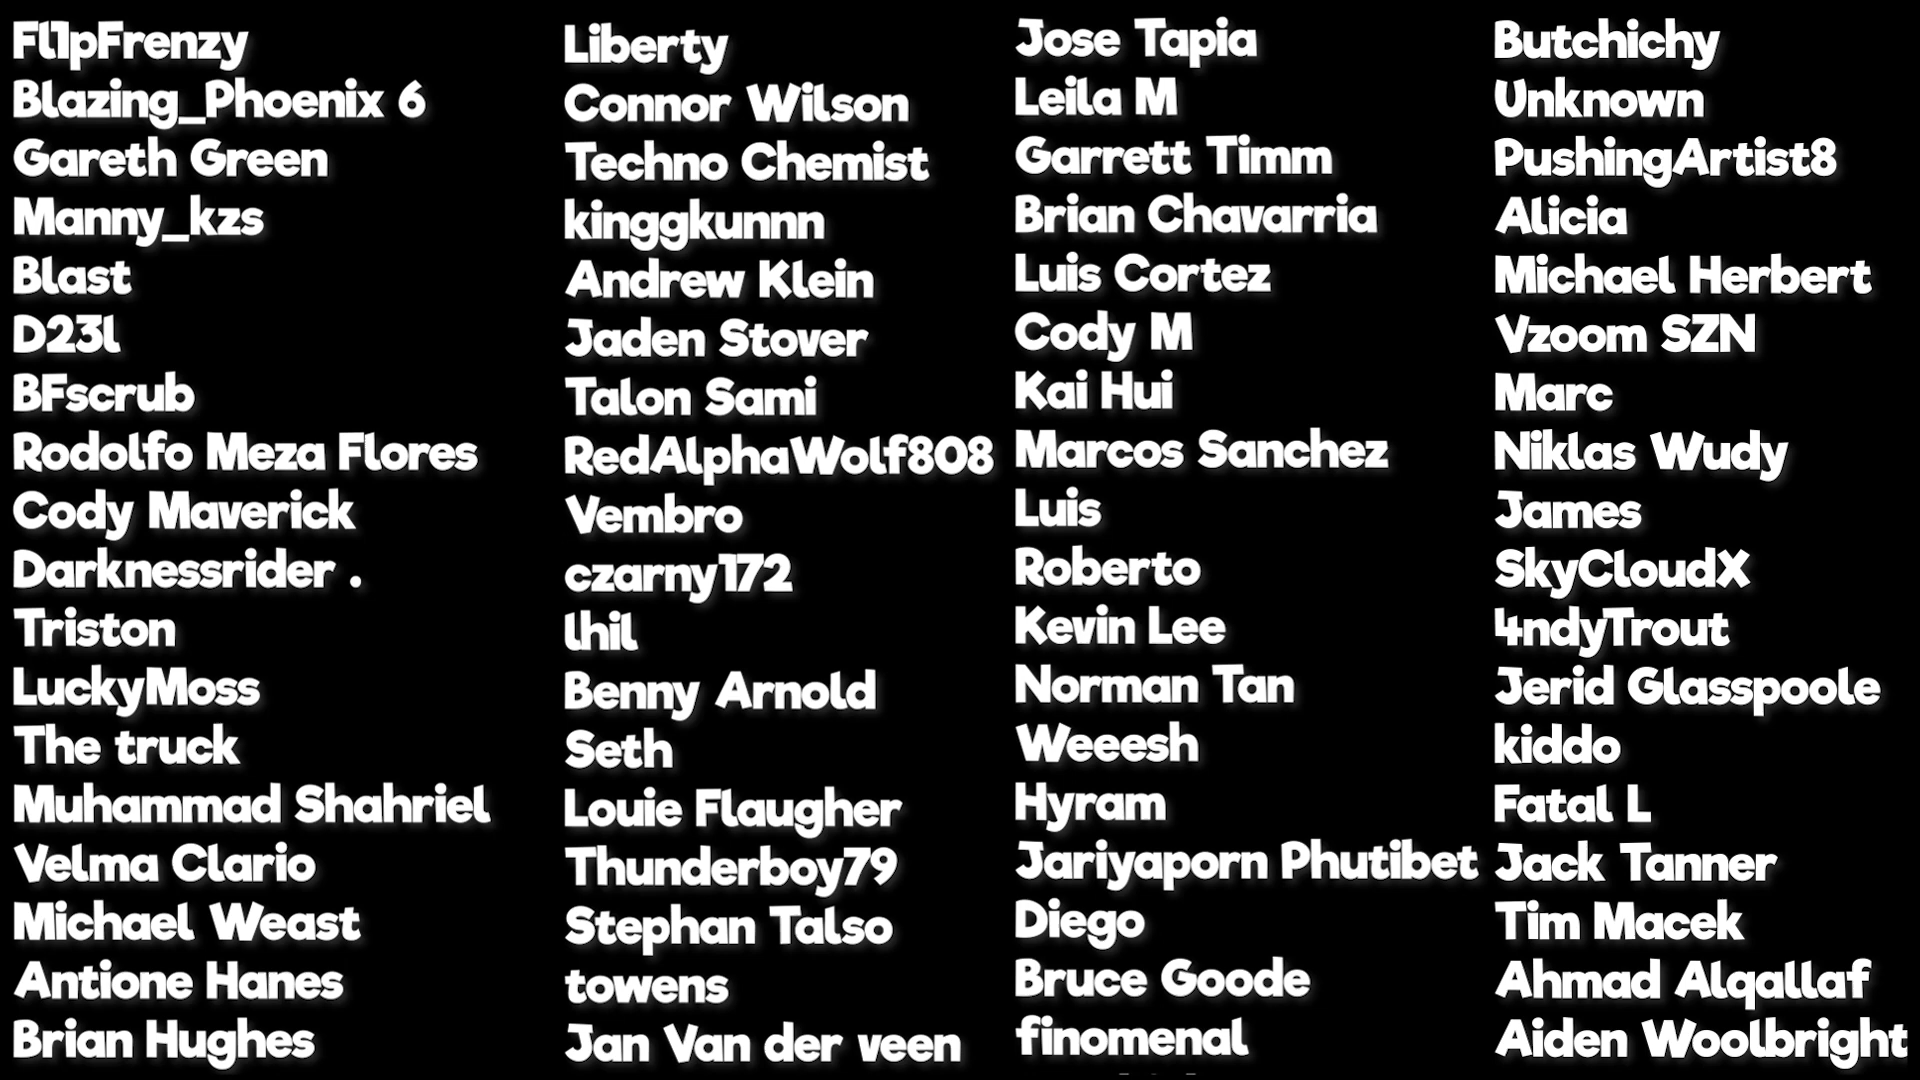 Fl1pFrenzy
Blazing_Phoenix 6
Gareth Green
Manny_kzs
Blast
D23l
BFscrub
Rodolfo Meza Flores
Cody Maverick
Darknessrider .
Triston
LuckyMoss
The truck
Muhammad Shahriel
Velma Clario
Michael Weast
Antione Hanes
Brian Hughes
Liberty
Connor Wilson
Techno Chemist
kinggkunnn
Andrew Klein
Jaden Stover
Talon Sami
RedAlphaWolf808
Vembro
czarny172
lhil
Benny Arnold
Seth
Louie Flaugher
Thunderboy79
Stephan Talso
towens
Jan Van der veen
Jose Tapia
Leila M
Garrett Timm
Brian Chavarria
Luis Cortez
Cody M
Kai Hui
Marcos Sanchez
Luis
Roberto
Kevin Lee
Norman Tan
Weeesh
Hyram
Jariyaporn Phutibet
Diego
Bruce Goode
finomenal
Butchichy
Unknown
PushingArtist8
Alicia
Michael Herbert
Vzoom SZN
Marc
Niklas Wudy
James
SkyCloudX
4ndyTrout
Jerid Glasspoole
kiddo
Fatal L
Jack Tanner
Tim Macek
Ahmad Alqallaf
Aiden Woolbright